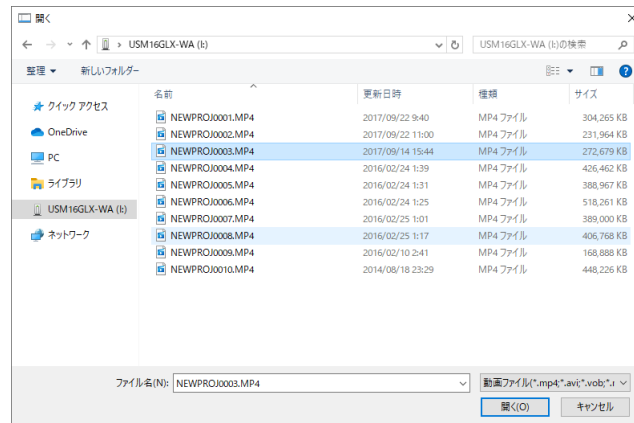 開く
USM16GLX-WA (I:)
USM16GLX-WA (I:)の検索
整理 新しいフォルダー
名前 更新日時 種類 サイズ
クイック アクセス
OneDrive
PC
ライブラリ
USM16GLX-WA (I:)
ネットワーク
NEWPROJ0001.MP4 2017/09/22 9:40 MP4 ファイル 304,265 KB
NEWPROJ0002.MP4 2017/09/22 11:00 MP4 ファイル 231,964 KB
NEWPROJ0003.MP4 2017/09/14 15:44 MP4 ファイル 272,679 KB
NEWPROJ0004.MP4 2016/02/24 1:39 MP4 ファイル 426,462 KB
NEWPROJ0005.MP4 2016/02/24 1:31 MP4 ファイル 388,967 KB
NEWPROJ0006.MP4 2016/02/24 1:25 MP4 ファイル 518,261 KB
NEWPROJ0007.MP4 2016/02/25 1:01 MP4 ファイル 389,000 KB
NEWPROJ0008.MP4 2016/02/25 1:17 MP4 ファイル 406,768 KB
NEWPROJ0009.MP4 2016/02/10 2:41 MP4 ファイル 168,888 KB
NEWPROJ0010.MP4 2014/08/18 23:29 MP4 ファイル 448,226 KB
ファイル名(N): NEWPROJ0003.MP4 動画ファイル(*.mp4;*.avi;*.vob;*.
開く(O) キャンセル